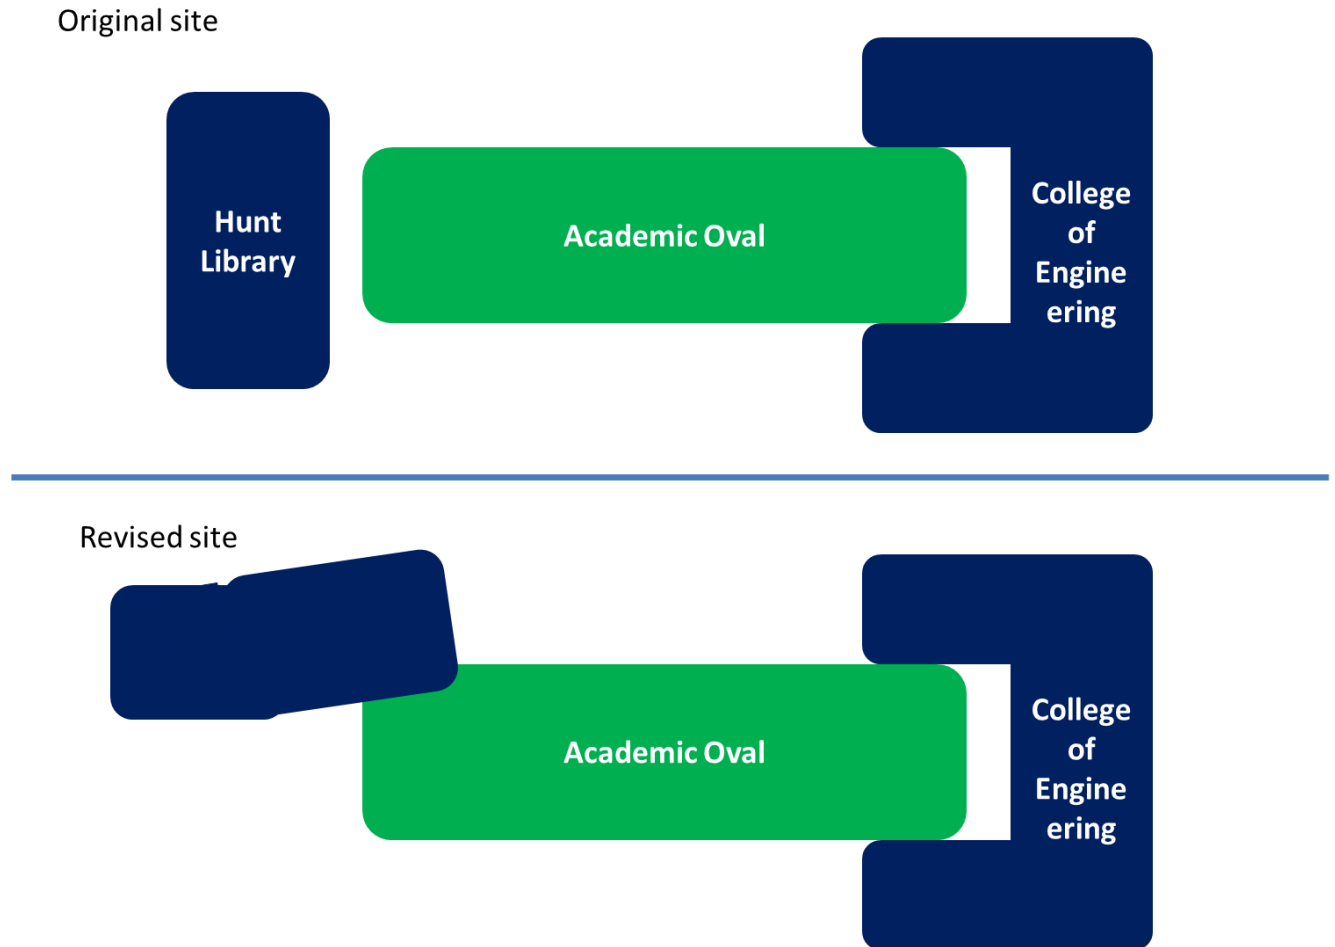 Original site
Hunt
Library
Academic Oval
College
of
Engine
ering
Revised site
Academic Oval
College
of
Engine
ering